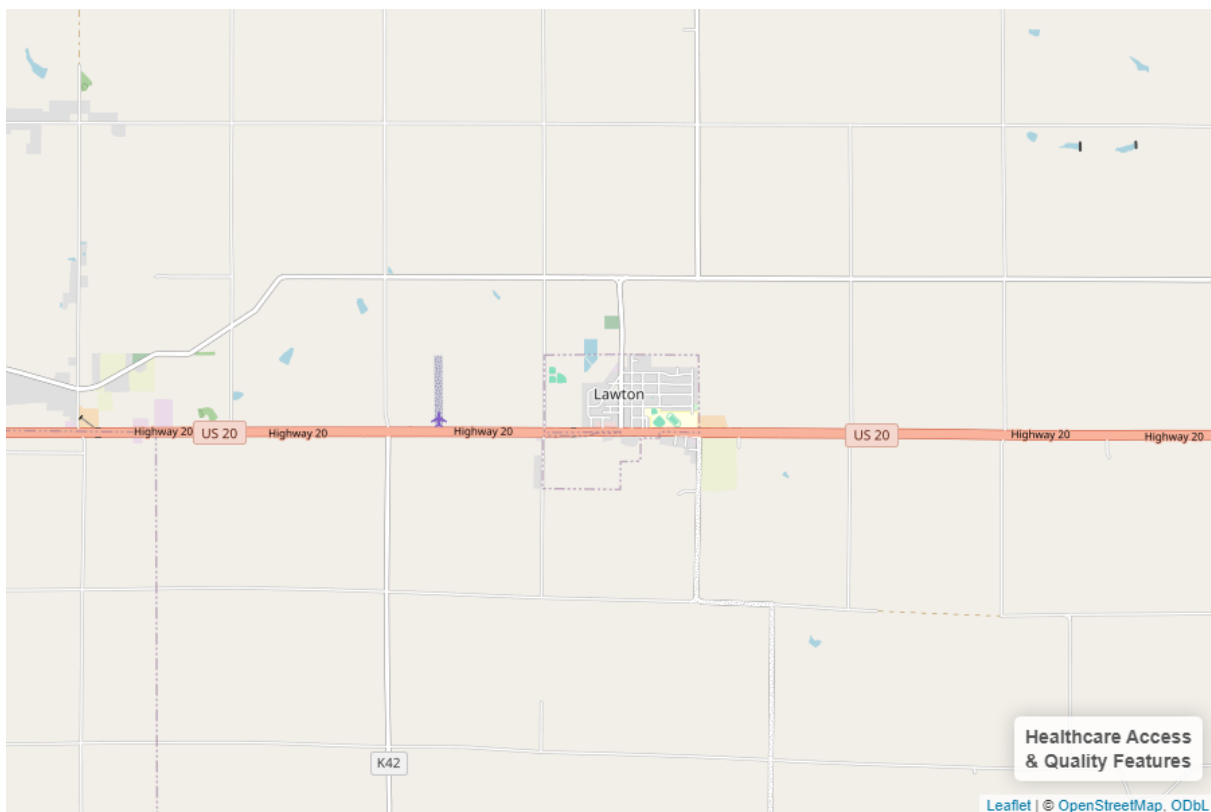 Lawton
Highway 20
US 20
Highway 20
Highway 20
US 20
Highway 20
Highway 20
K42
Healthcare Access
& Quality Features
Leaflet | © OpenStreetMap, ODbL